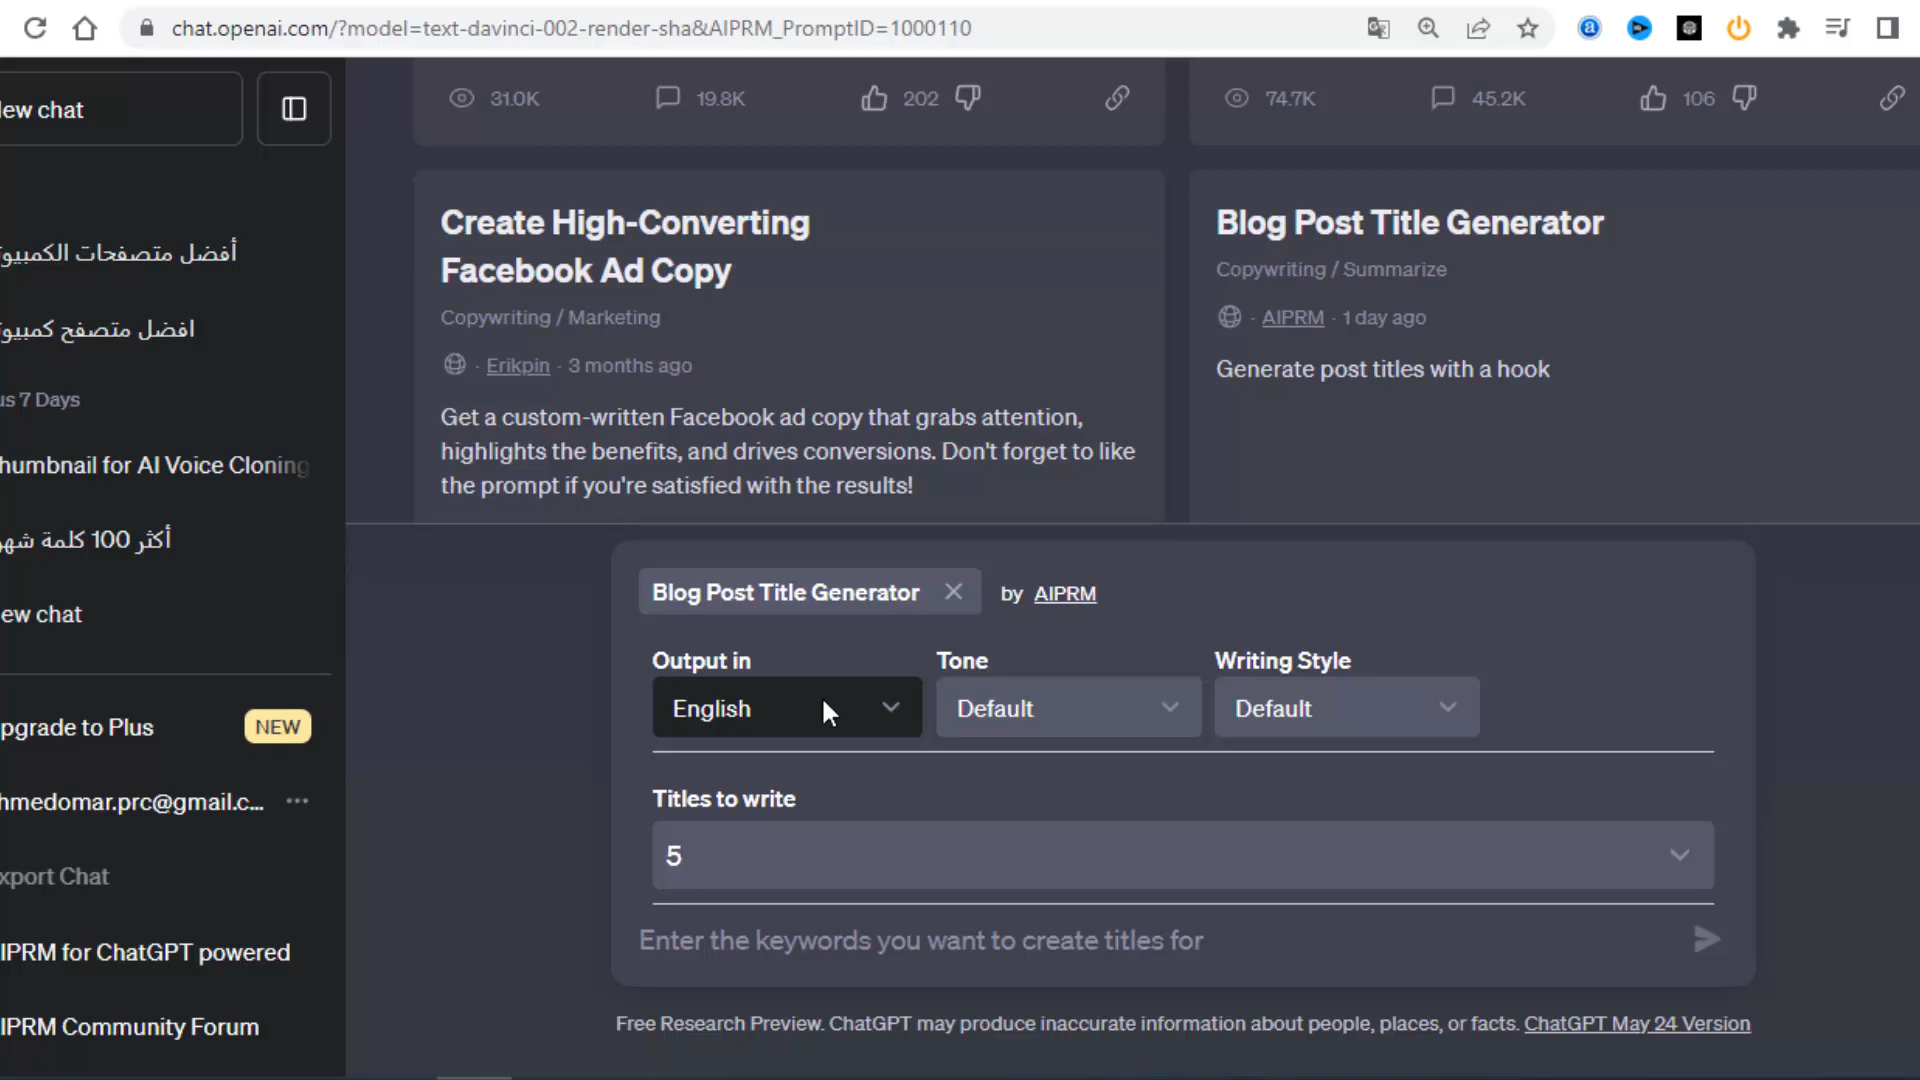 chat.openai.com/?model=text-davinci-002-render-sha&AIPRM_PromptID=1000110
ew chat
أفضل متصفحات الكمبيو
افضل متصفح كمبيو
us 7 Days
humbnail for AI Voice Cloning
أكثر 100 كلمة شهو
ew chat
pgrade to Plus
NEW
hmedomar.prc@gmail.c...
xport Chat
IPRM for ChatGPT powered
IPRM Community Forum
31.0K
19.8K
202
74.7K
45.2K
106
Create High-Converting
Facebook Ad Copy
Copywriting / Marketing
· Erikpin · 3 months ago
Get a custom-written Facebook ad copy that grabs attention,
highlights the benefits, and drives conversions. Don't forget to like
the prompt if you're satisfied with the results!
Blog Post Title Generator
Copywriting / Summarize
· AIPRM · 1 day ago
Generate post titles with a hook
Blog Post Title Generator
by AIPRM
Output in
Tone
Writing Style
English
Default
Default
Titles to write
5
Enter the keywords you want to create titles for
Free Research Preview. ChatGPT may produce inaccurate information about people, places, or facts. ChatGPT May 24 Version